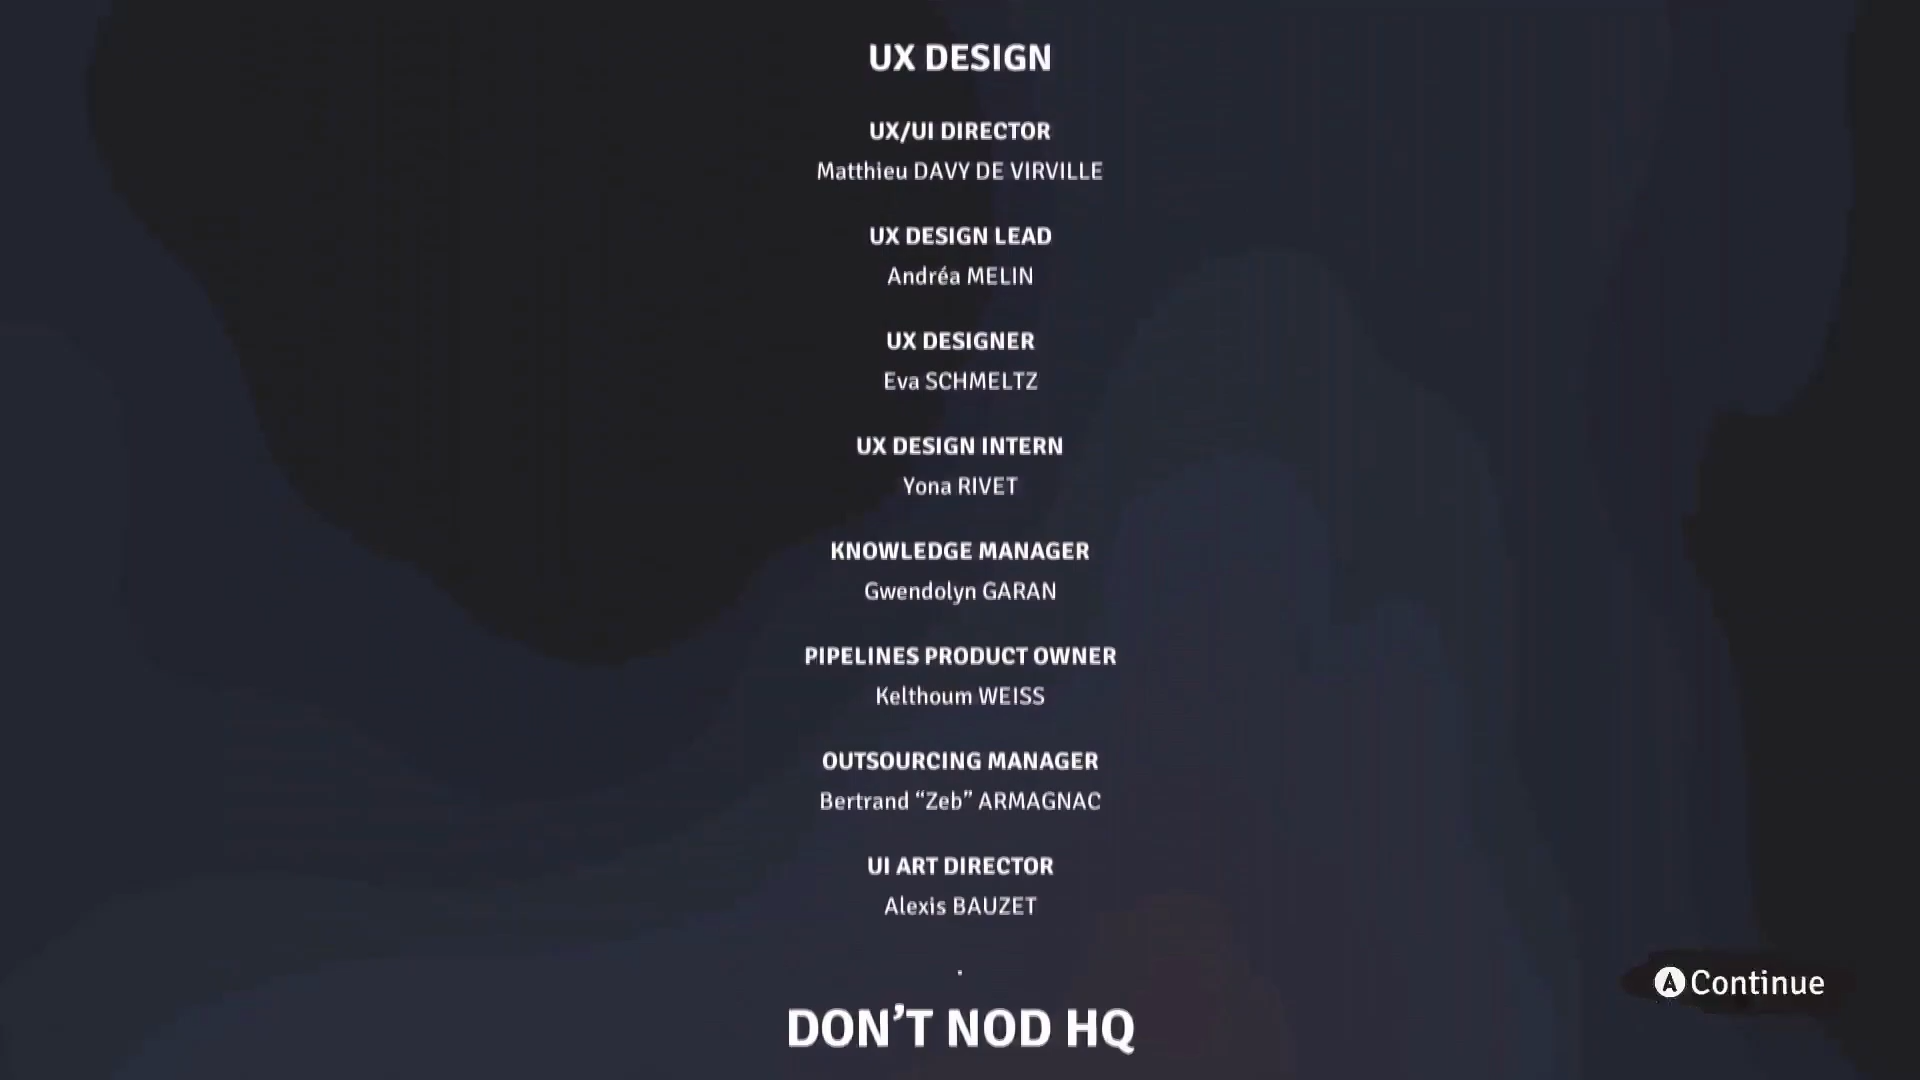 UX DESIGN
UX/UI DIRECTOR
Matthieu DAVY DE VIRVILLE
UX DESIGN LEAD
Andréa MELIN
UX DESIGNER
Eva SCHMELTZ
UX DESIGN INTERN
Yona RIVET
KNOWLEDGE MANAGER
Gwendolyn GARAN
PIPELINES PRODUCT OWNER
Kelthoum WEISS
OUTSOURCING MANAGER
Bertrand “Zeb” ARMAGNAC
UI ART DIRECTOR
Alexis BAUZET
.
A Continue
DON’T NOD HQ